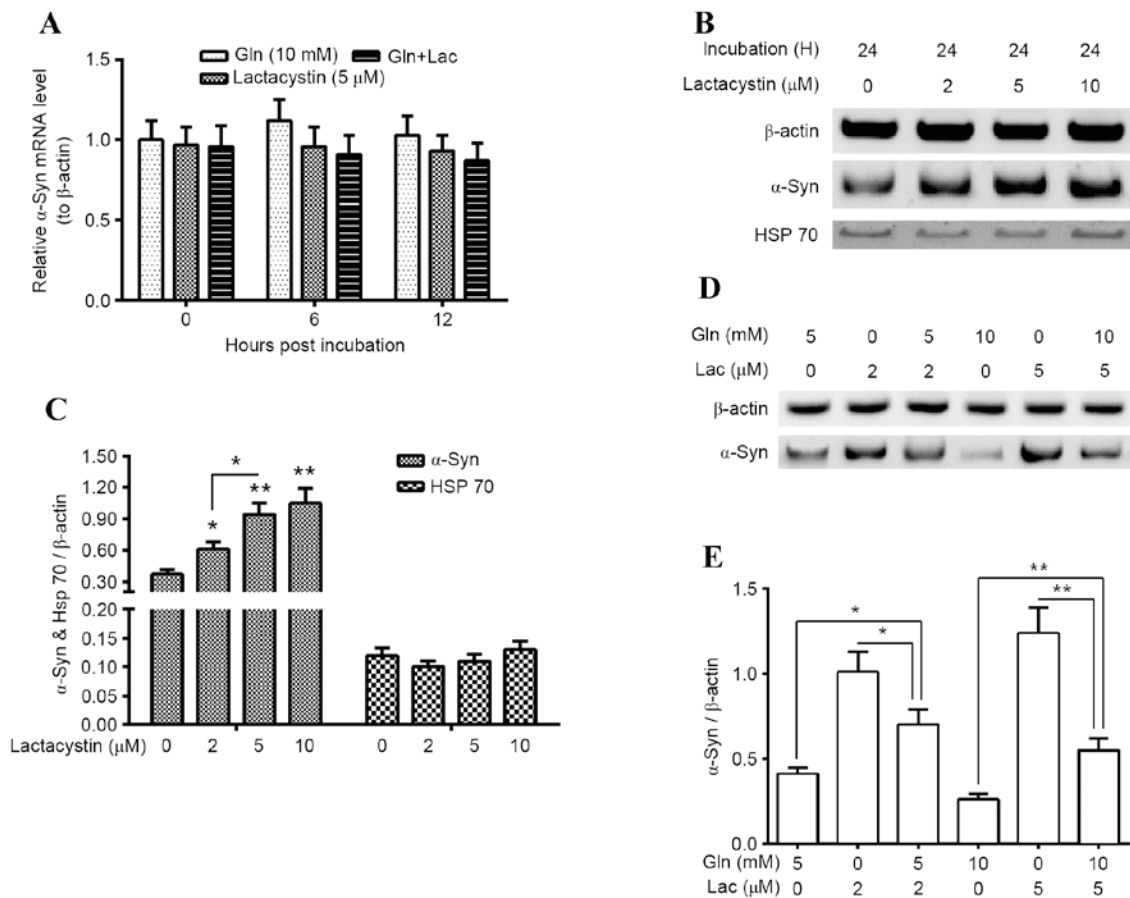 A
Relative α-Syn mRNA level
(to β-actin)
1.5
1.0
0.5
0.0
Gln (10 mM)
Gln+Lac
Lactacystin (5 μM)
0 6 12
Hours post incubation
B
Incubation (H) 24 24 24 24
Lactacystin (μM) 0 2 5 10
β-actin
α-Syn
HSP 70
C
α-Syn & Hsp 70 / β-actin
1.50
1.20
0.90
0.60
0.30
0.20
0.15
0.10
0.05
0.00
* * ** **
α-Syn
HSP 70
Lactacystin (μM) 0 2 5 10 0 2 5 10
D
Gln (mM) 5 0 5 10 0 10
Lac (μM) 0 2 2 0 5 5
β-actin
α-Syn
E
α-Syn / β-actin
1.5
1.0
0.5
0.0
* * ** **
Gln (mM) 5 0 5 10 0 10
Lac (μM) 0 2 2 0 5 5